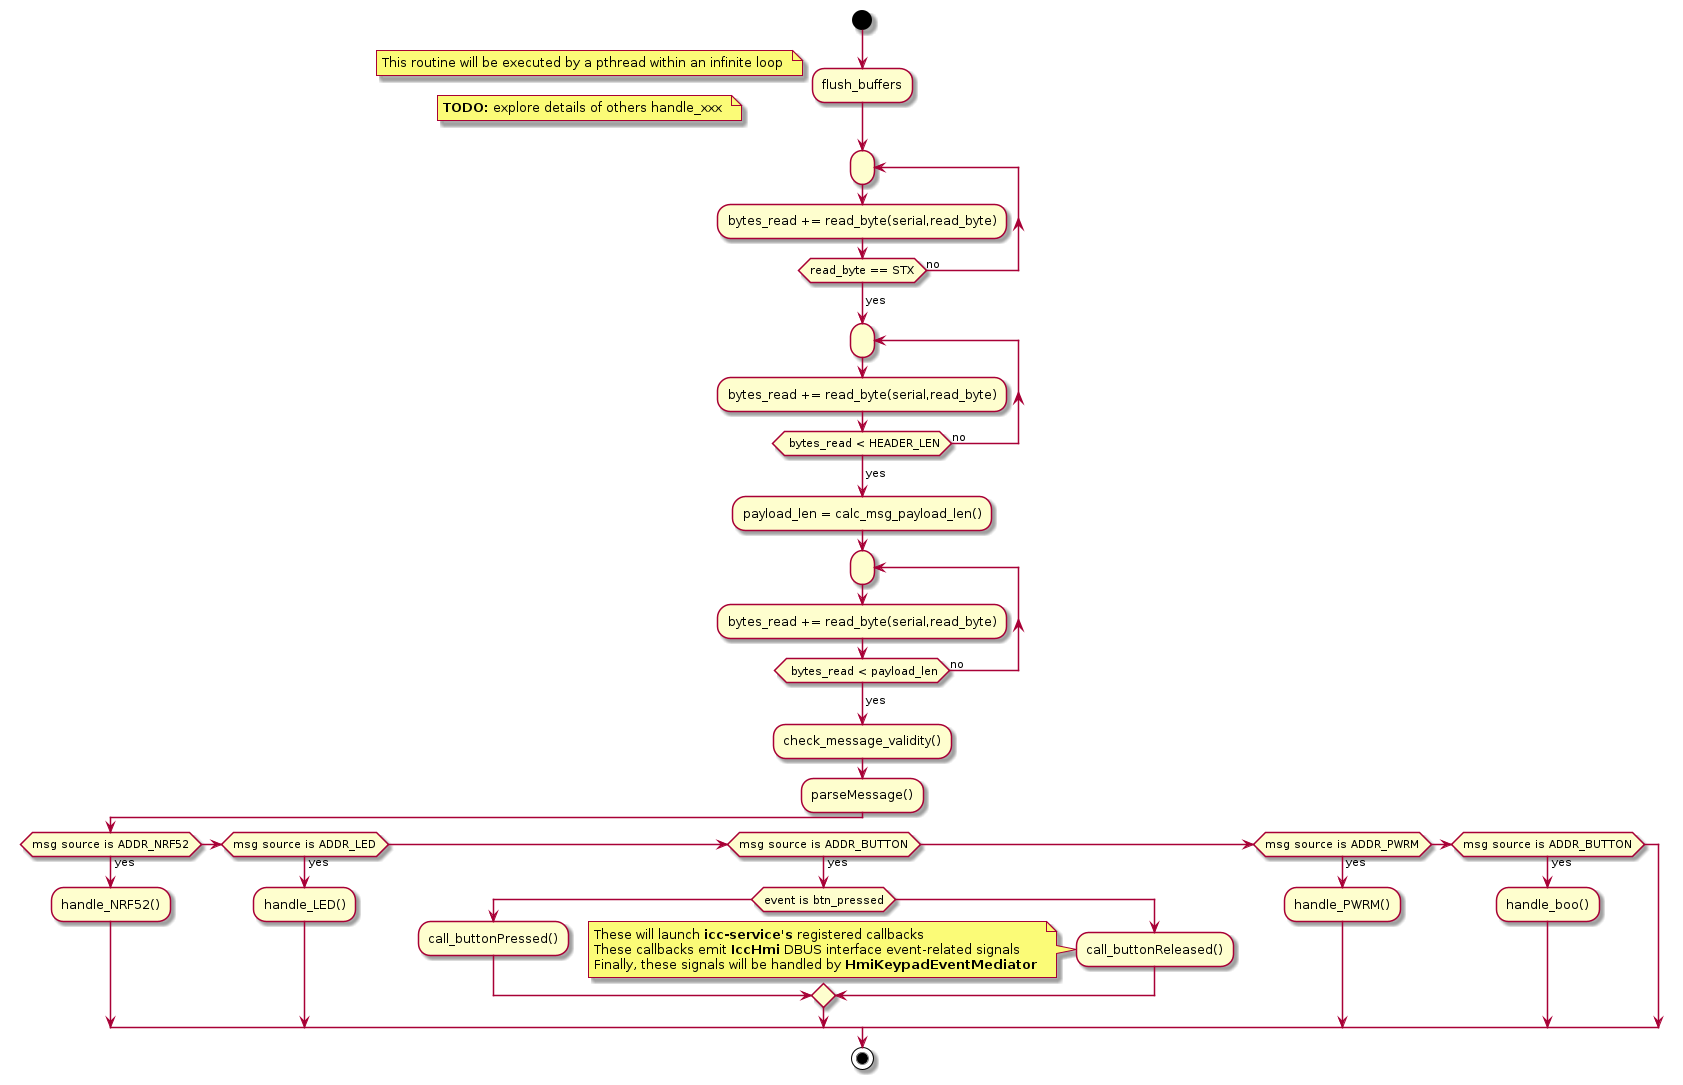 This routine will be executed by a pthread within an infinite loop
flush_buffers
TODO: explore details of others handle_xxx
bytes_read += read_byte(serial,read_byte)
read_byte == STX
no
yes
bytes_read += read_byte(serial,read_byte)
bytes_read < HEADER_LEN
no
yes
payload_len = calc_msg_payload_len()
bytes_read += read_byte(serial,read_byte)
bytes_read < payload_len
no
yes
check_message_validity()
parseMessage()
msg source is ADDR_NRF52
yes
handle_NRF52()
msg source is ADDR_LED
yes
handle_LED()
msg source is ADDR_BUTTON
yes
event is btn_pressed
call_buttonPressed()
These will launch icc-service's registered callbacks
These callbacks emit IccHmi DBUS interface event-related signals
Finally, these signals will be handled by HmiKeypadEventMediator
call_buttonReleased()
msg source is ADDR_PWRM
yes
handle_PWRM()
msg source is ADDR_BUTTON
yes
handle_boo()